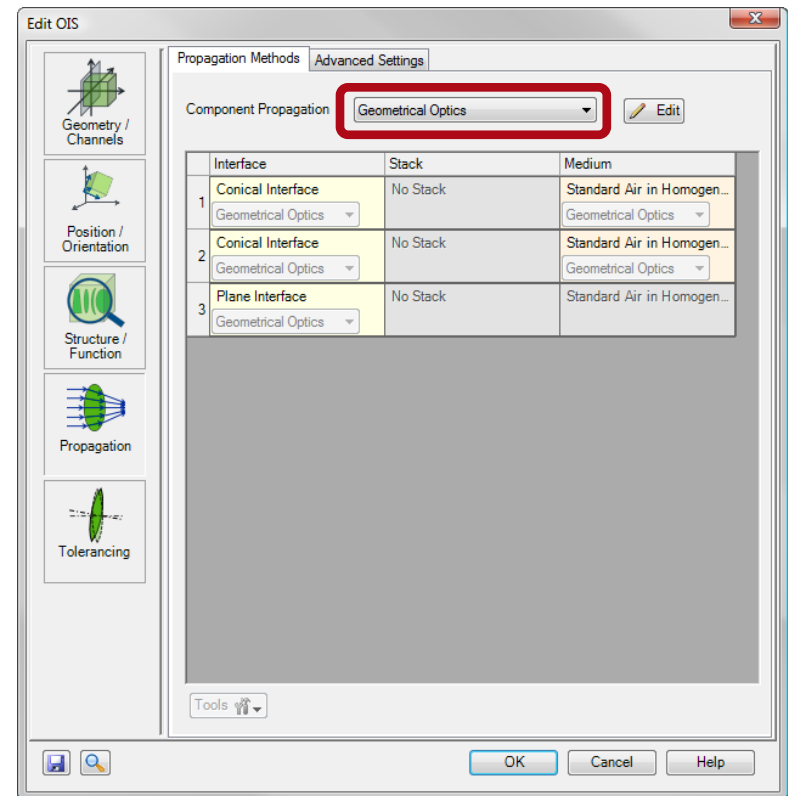 Edit OIS
Geometry /
Channels
Position /
Orientation
Structure /
Function
Propagation
Tolerancing
Propagation Methods Advanced Settings
Component Propagation Geometrical Optics Edit
Interface Stack Medium
1 Conical Interface No Stack Standard Air in Homogen...
Geometrical Optics Geometrical Optics
2 Conical Interface No Stack Standard Air in Homogen...
Geometrical Optics Geometrical Optics
3 Plane Interface No Stack Standard Air in Homogen...
Geometrical Optics
Tools
OK Cancel Help